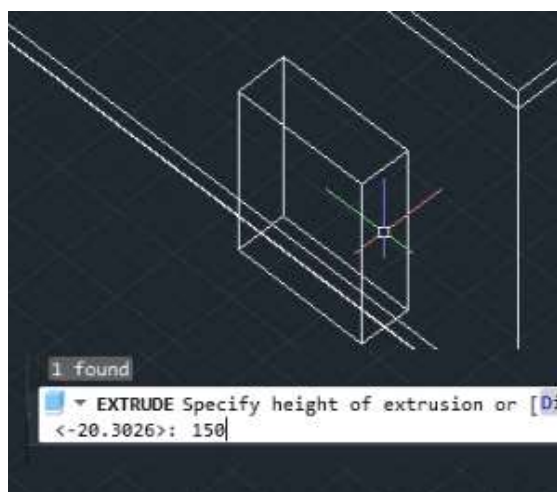 1 found
EXTRUDE Specify height of extrusion or [Di
<-20.3026>: 150